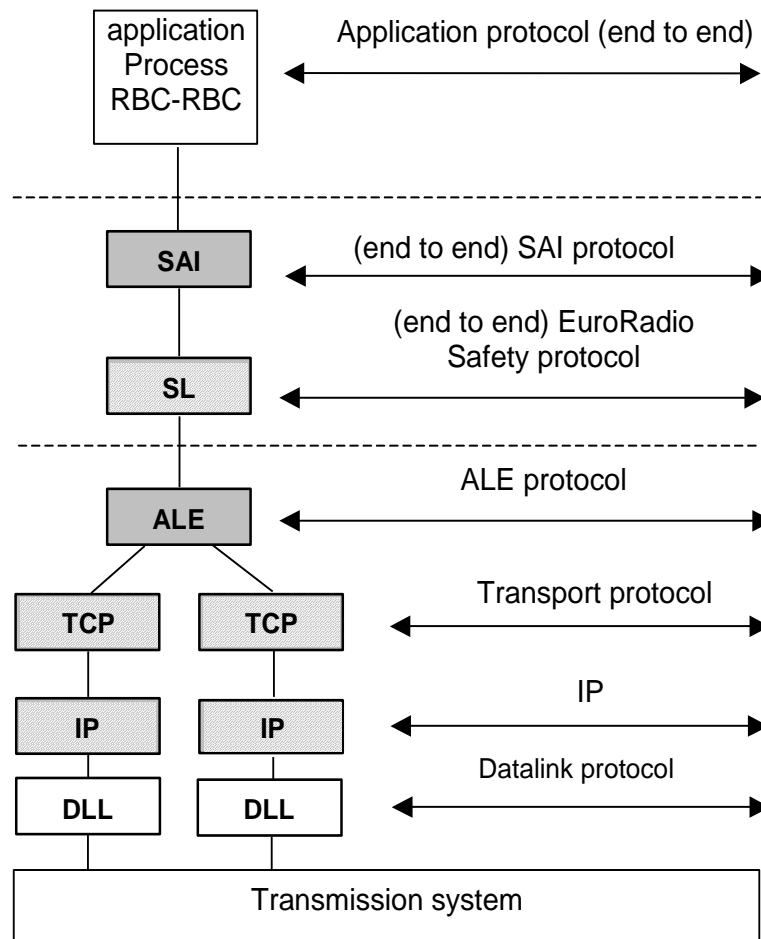 application
Process
RBC-RBC
Application protocol (end to end)
SAI
(end to end) SAI protocol
(end to end) EuroRadio
Safety protocol
SL
ALE protocol
ALE
Transport protocol
TCP
TCP
IP
IP
IP
Datalink protocol
DLL
DLL
Transmission system